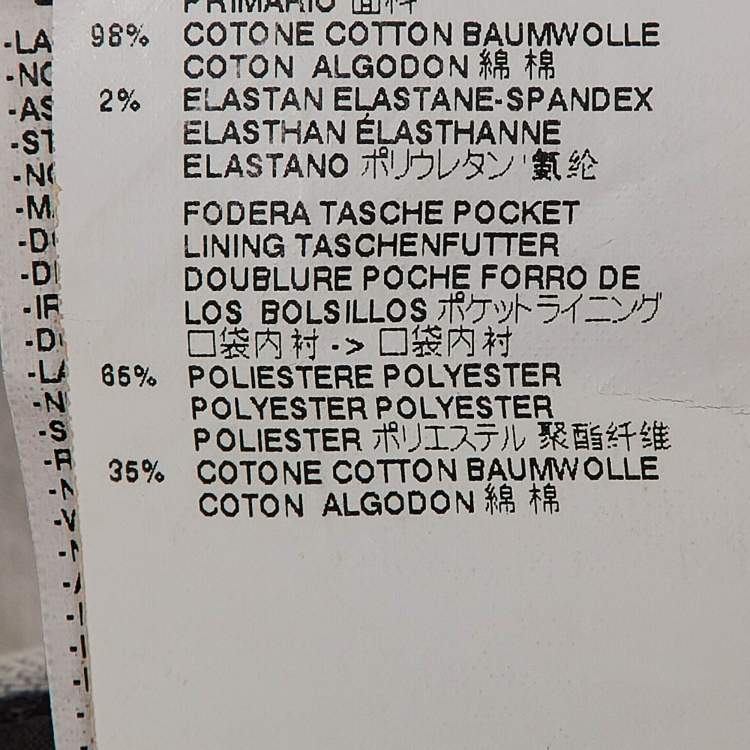 PRIMARIO 面料
98% COTONE COTTON BAUMWOLLE
COTON ALGODON 綿 棉
2% ELASTAN ELASTANE-SPANDEX
ELASTHAN ÉLASTHANNE
ELASTANO ポリウレタン 氨纶
FODERA TASCHE POCKET
LINING TASCHENFUTTER
DOUBLURE POCHE FORRO DE
LOS BOLSILLOS ポケットライニング
口袋内衬 -> 口袋内衬
65% POLIESTERE POLYESTER
POLYESTER POLYESTER
POLIESTER ポリエステル 聚酯纤维
35% COTONE COTTON BAUMWOLLE
COTON ALGODON 綿 棉